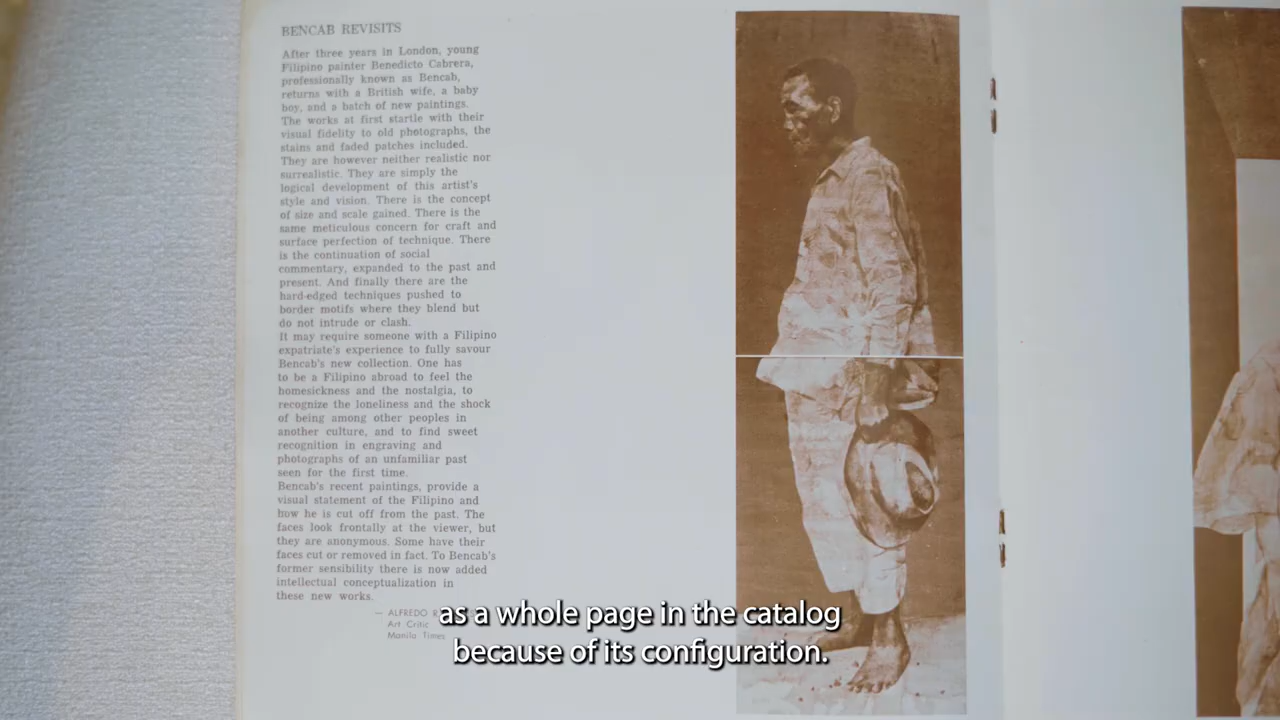 BENCAB REVISITS
After three years in London, young
Filipino painter Benedicto Cabrera,
professionally known as Bencab,
returns with a British wife, a baby
boy, and a batch of new paintings.
The works at first startle with their
visual fidelity to old photographs, the
stains and faded patches included.
They are however neither realistic nor
surrealistic. They are simply the
logical development of this artist's
style and vision. There is the concept
of size and scale gained. There is the
same meticulous concern for craft and
surface perfection of technique. There
is the continuation of social
commentary, expanded to the past and
present. And finally there are the
hard-edged techniques pushed to
border motifs where they blend but
do not intrude or clash.
It may require someone with a Filipino
expatriate's experience to fully savour
Bencab's new collection. One has
to be a Filipino abroad to feel the
homesickness and the nostalgia, to
recognize the loneliness and the shock
of being among other peoples in
another culture, and to find sweet
recognition in engraving and
photographs of an unfamiliar past
seen for the first time.
Bencab's recent paintings, provide a
visual statement of the Filipino and
how he is cut off from the past. The
faces look frontally at the viewer, but
they are anonymous. Some have their
faces cut or removed in fact. To Bencab's
former sensibility there is now added
intellectual conceptualization in
these new works.
— ALFREDO
Art Critic
Manila Times
as a whole page in the catalog
because of its configuration.